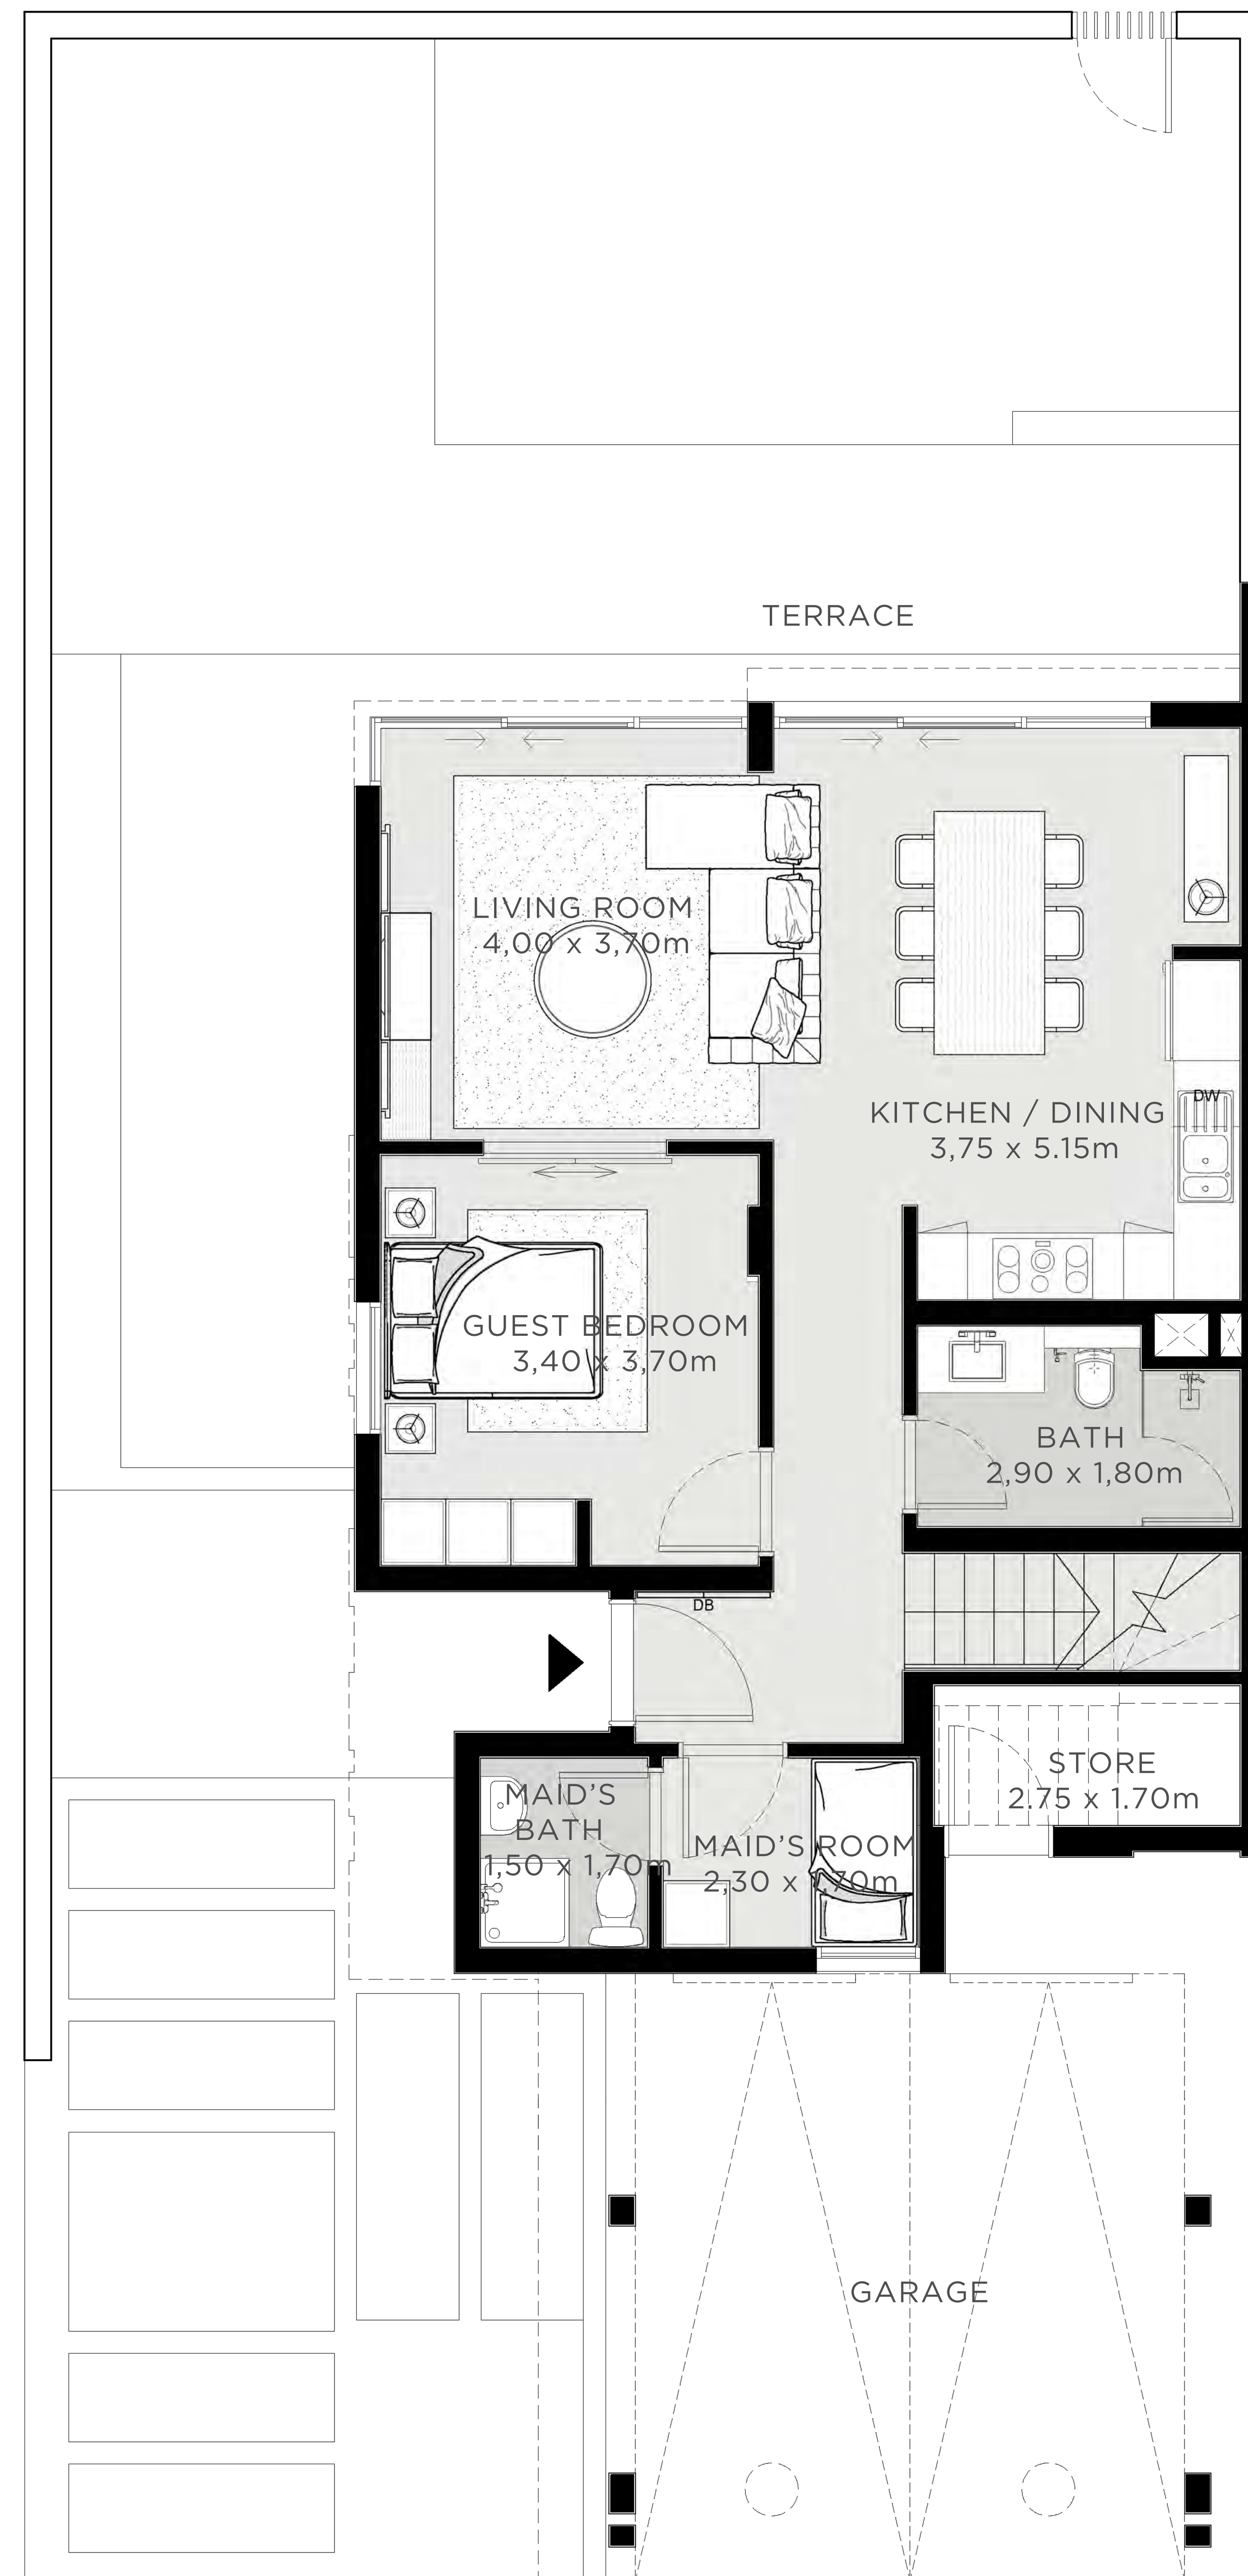 TERRACE
LIVING ROOM
4,00 x 3,70m
DW
KITCHEN / DINING
3,75 x 5.15m
GUEST BEDROOM
3,40 x 3,70m
BATH
2,90 x 1,80m
DB
STORE
2.75 x 1.70m
MAID'S
BATH
1,50 x 1,70m
MAID'S ROOM
2,30 x 1,70m
GARAGE